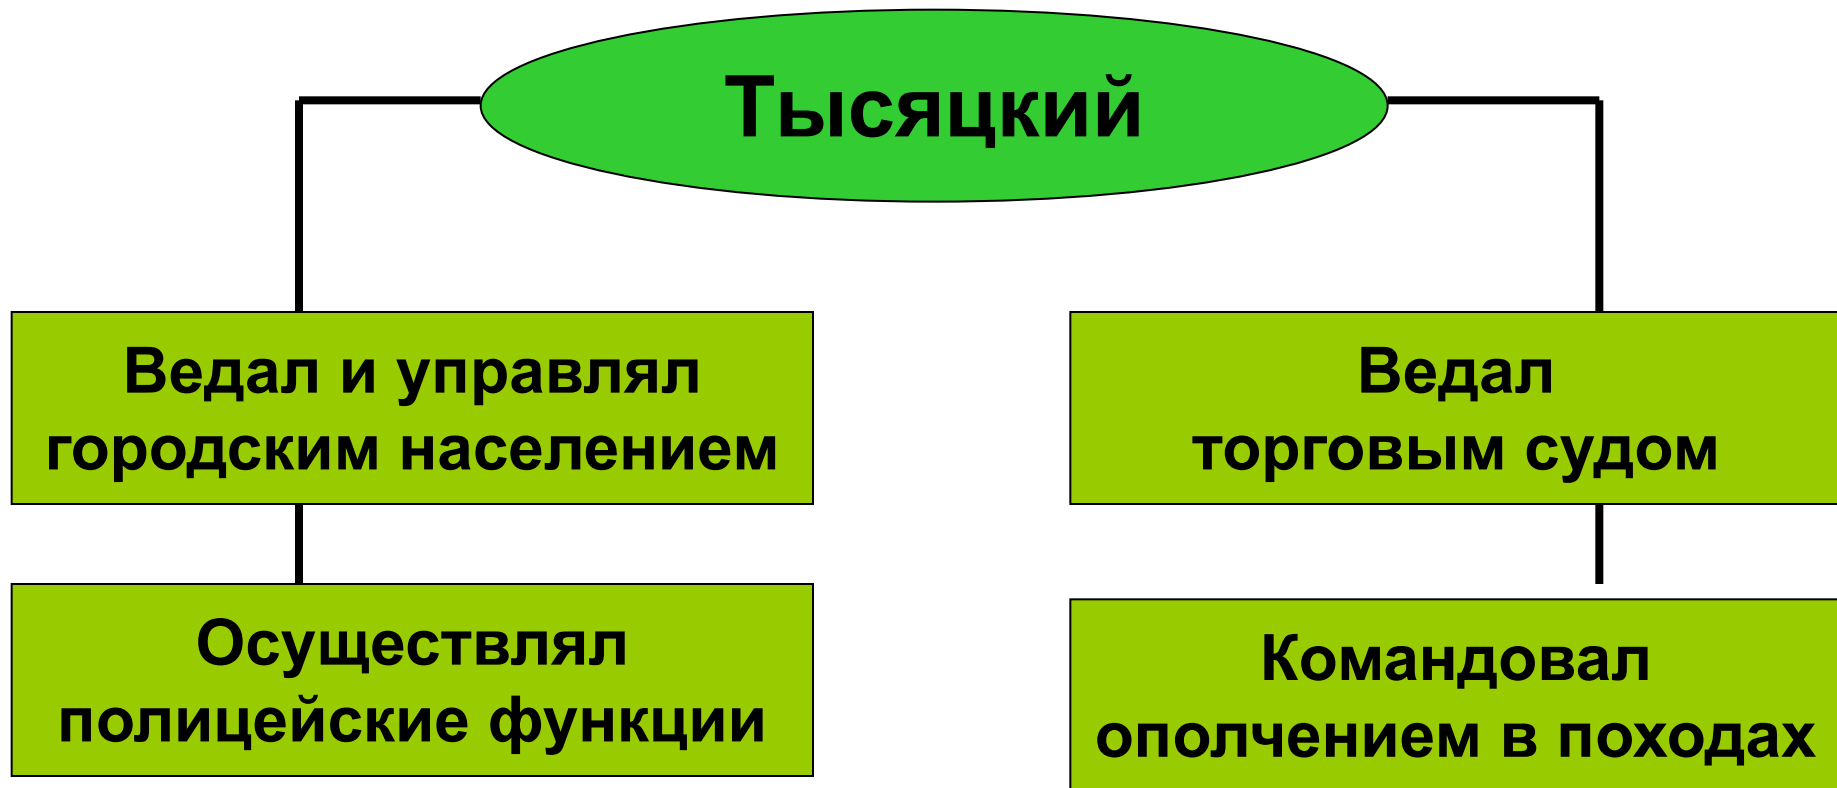 Тысяцкий
Ведал и управлял
городским населением
Ведал
торговым судом
Осуществлял
полицейские функции
Командовал
ополчением в походах